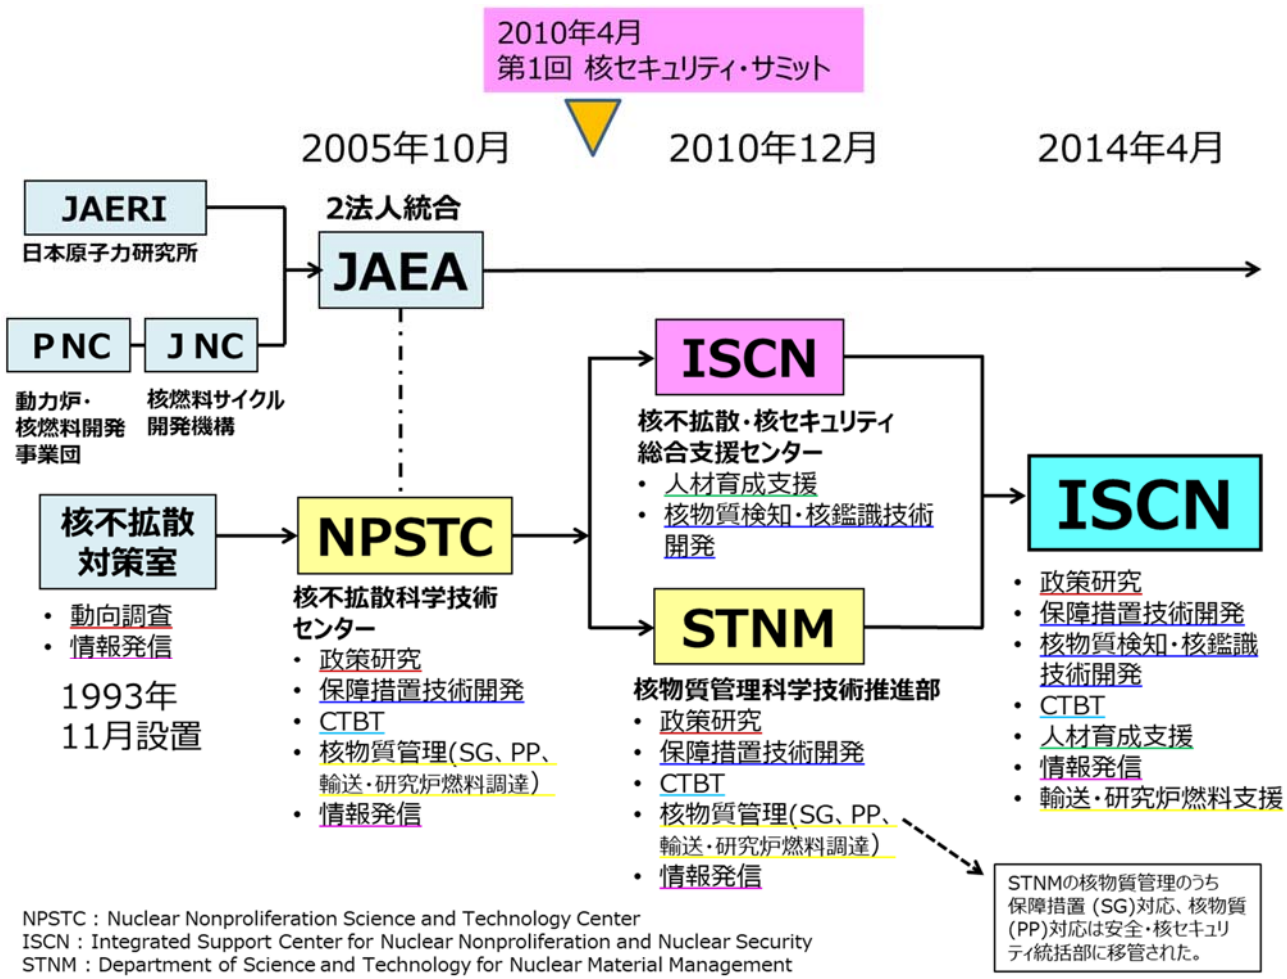 2010年4月
第1回 核セキュリティ・サミット
2005年10月
2010年12月
2014年4月
JAERI
日本原子力研究所
2法人統合
JAEA
PNC
JNC
動力炉・
核燃料開発
事業団
核燃料サイクル
開発機構
核不拡散
対策室
• 動向調査
• 情報発信
1993年
11月設置
NPSTC
核不拡散科学技術
センター
• 政策研究
• 保障措置技術開発
• CTBT
• 核物質管理(SG、PP、
輸送・研究炉燃料調達）
• 情報発信
ISCN
核不拡散・核セキュリティ
総合支援センター
• 人材育成支援
• 核物質検知・核鑑識技術
開発
STNM
核物質管理科学技術推進部
• 政策研究
• 保障措置技術開発
• CTBT
• 核物質管理(SG、PP、
輸送・研究炉燃料調達）
• 情報発信
ISCN
• 政策研究
• 保障措置技術開発
• 核物質検知・核鑑識
技術開発
• CTBT
• 人材育成支援
• 情報発信
• 輸送・研究炉燃料支援
STNMの核物質管理のうち
保障措置 (SG)対応、核物質
(PP)対応は安全・核セキュリ
ティ統括部に移管された。
NPSTC : Nuclear Nonproliferation Science and Technology Center
ISCN : Integrated Support Center for Nuclear Nonproliferation and Nuclear Security
STNM : Department of Science and Technology for Nuclear Material Management